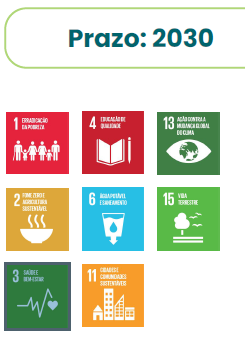 Prazo: 2030
1 ERRADICAÇÃO
DA POBREZA
4 EDUCAÇÃO DE
QUALIDADE
13 AÇÃO CONTRA A
MUDANÇA GLOBAL
DO CLIMA
2 FOME ZERO E
AGRICULTURA
SUSTENTÁVEL
6 ÁGUA POTÁVEL
E SANEAMENTO
15 VIDA
TERRESTRE
3 SAÚDE E
BEM-ESTAR
11 CIDADES E
COMUNIDADES
SUSTENTÁVEIS